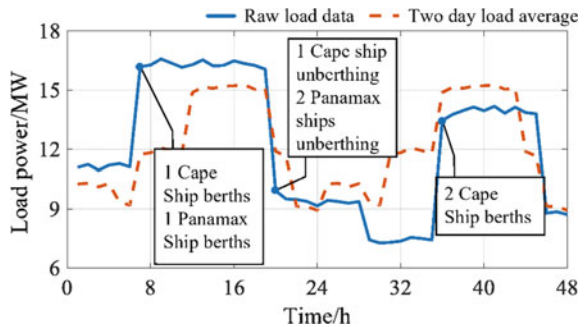 Raw load data
Two day load average
Load power/MW
18
15
12
9
6
1 Cape ship
unberthing
2 Panamax
ships
unberthing
1 Cape
Ship berths
1 Panamax
Ship berths
2 Cape
Ship berths
0
8
16
24
32
40
48
Time/h